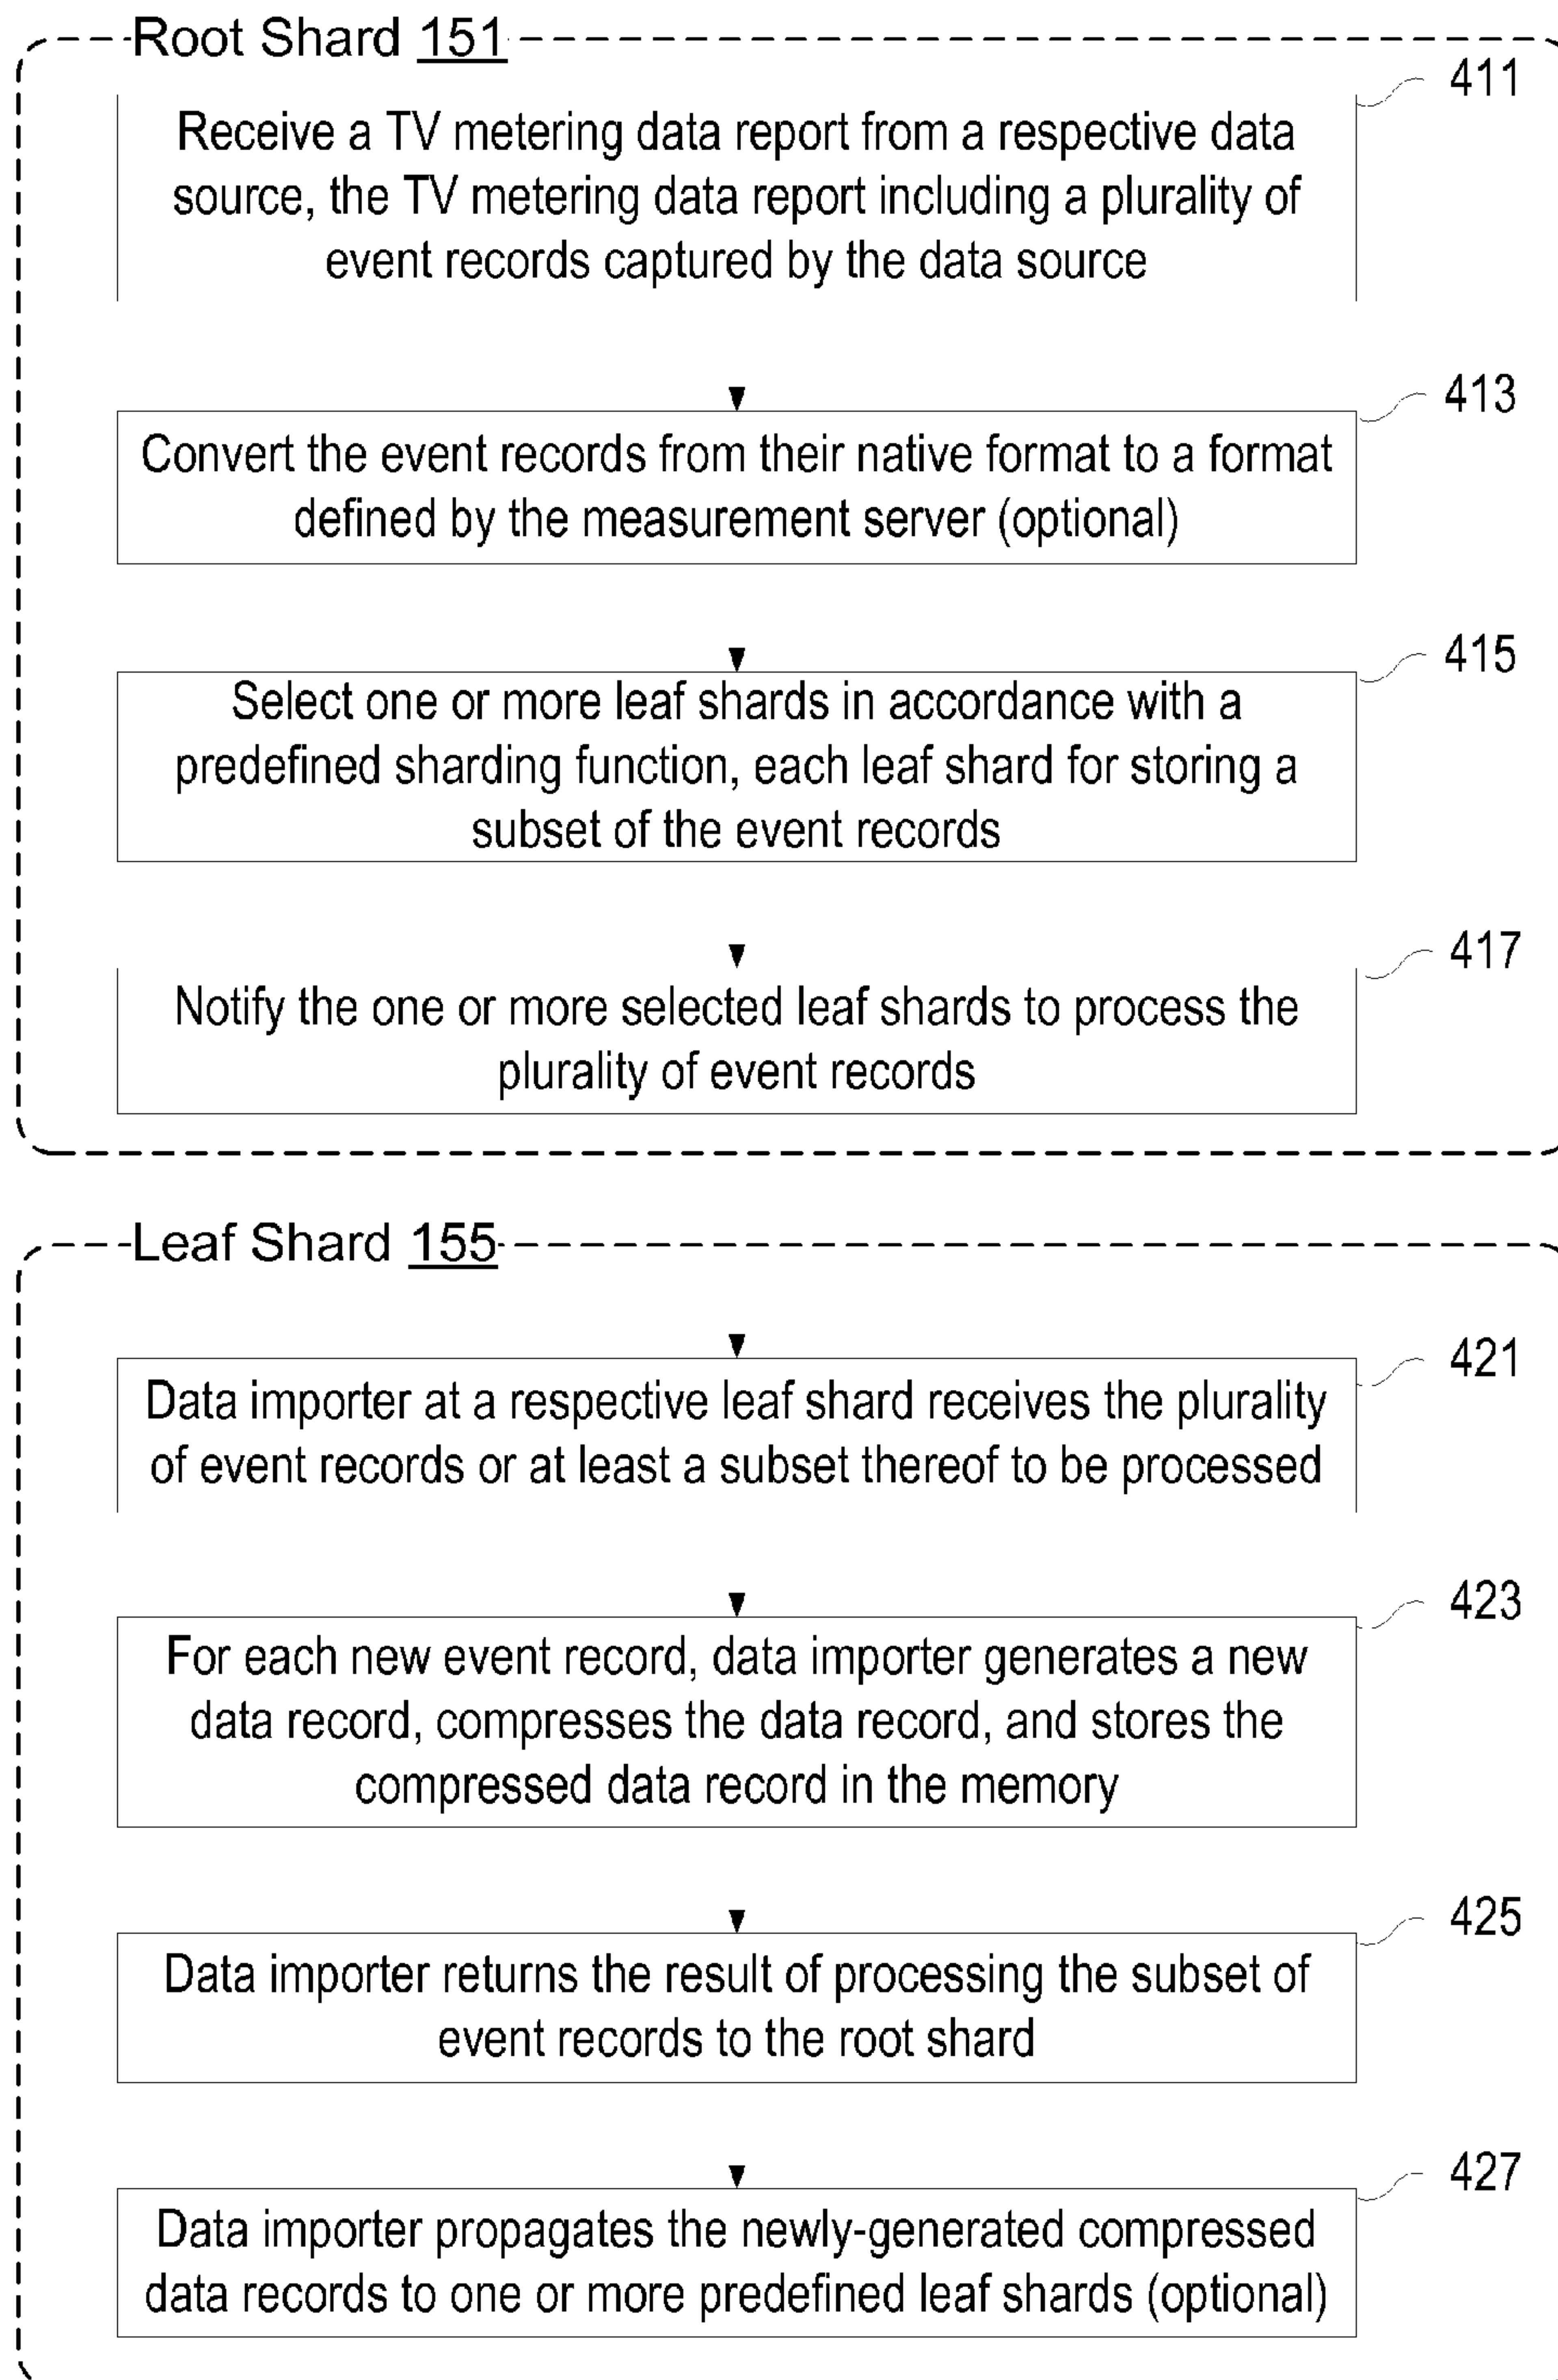 Root Shard 151
411
Receive a TV metering data report from a respective data
source, the TV metering data report including a plurality of
event records captured by the data source
413
Convert the event records from their native format to a format
defined by the measurement server (optional)
415
Select one or more leaf shards in accordance with a
predefined sharding function, each leaf shard for storing a
subset of the event records
417
Notify the one or more selected leaf shards to process the
plurality of event records
Leaf Shard 155
421
Data importer at a respective leaf shard receives the plurality
of event records or at least a subset thereof to be processed
423
For each new event record, data importer generates a new
data record, compresses the data record, and stores the
compressed data record in the memory
425
Data importer returns the result of processing the subset of
event records to the root shard
427
Data importer propagates the newly-generated compressed
data records to one or more predefined leaf shards (optional)